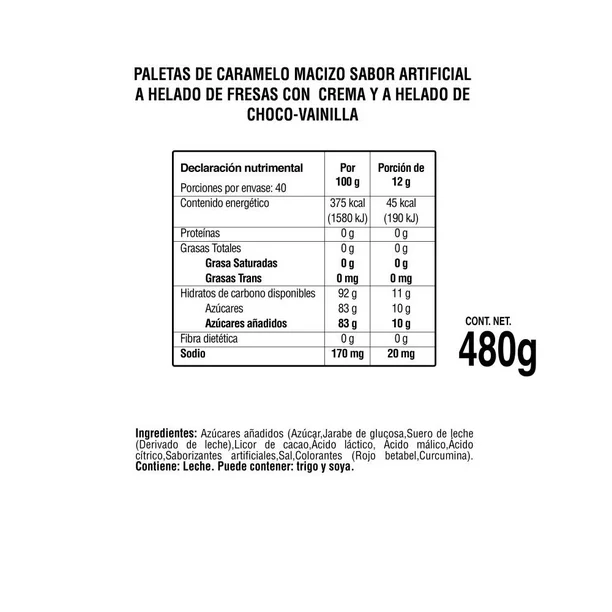 PALETAS DE CARAMELO MACIZO SABOR ARTIFICIAL
A HELADO DE FRESAS CON CREMA Y A HELADO DE
CHOCO-VAINILLA
Declaración nutrimental Por Porción de
Porciones por envase: 40 100 g 12 g
Contenido energético 375 kcal 45 kcal
(1580 kJ) (190 kJ)
Proteínas 0 g 0 g
Grasas Totales 0 g 0 g
Grasa Saturadas 0 g 0 g
Grasas Trans 0 mg 0 mg
Hidratos de carbono disponibles 92 g 11 g
Azúcares 83 g 10 g
Azúcares añadidos 83 g 10 g
Fibra dietética 0 g 0 g
Sodio 170 mg 20 mg
CONT. NET.
480g
Ingredientes: Azúcares añadidos (Azúcar,Jarabe de glucosa,Suero de leche
(Derivado de leche),Licor de cacao,Ácido láctico, Ácido málico,Ácido
cítrico,Saborizantes artificiales,Sal,Colorantes (Rojo betabel,Curcumina).
Contiene: Leche. Puede contener: trigo y soya.